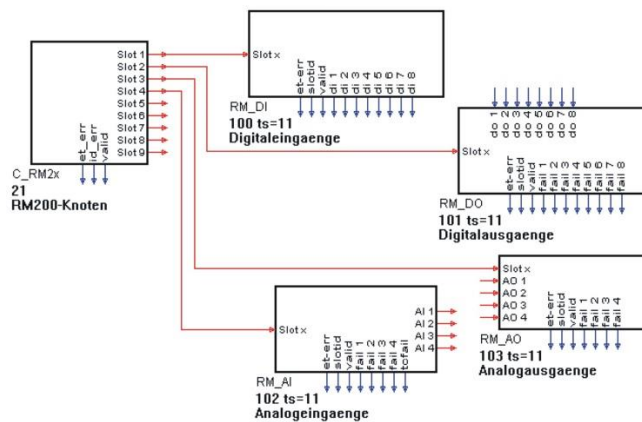 Slot 1
Slot 2
Slot 3
Slot 4
Slot 5
Slot 6
Slot 7
Slot 8
Slot 9
et_err
id_err
valid
C_RM2x
21
RM200-Knoten
Slot x
et-err
slotid
valid
di 1
di 2
di 3
di 4
di 5
di 6
di 7
di 8
RM_DI
100 ts=11
Digitaleingaenge
do 1
do 2
do 3
do 4
do 5
do 6
do 7
do 8
Slot x
et-err
slotid
valid
fail 1
fail 2
fail 3
fail 4
fail 5
fail 6
fail 7
fail 8
RM_DO
101 ts=11
Digitalausgaenge
Slot x
AO 1
AO 2
AO 3
AO 4
et-err
slotid
valid
fail 1
fail 2
fail 3
fail 4
RM_AO
103 ts=11
Analogausgaenge
Slot x
AI 1
AI 2
AI 3
AI 4
et-err
slotid
valid
fail 1
fail 2
fail 3
fail 4
tcfail
RM_AI
102 ts=11
Analogeingaenge